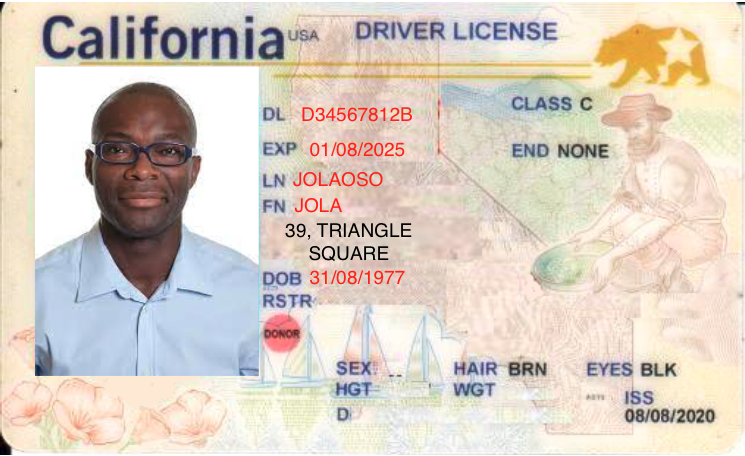 California USA DRIVER LICENSE
DL D34567812B
CLASS C
EXP 01/08/2025
END NONE
LN JOLAOSO
FN JOLA
39, TRIANGLE
SQUARE
DOB 31/08/1977
RSTR
DONOR
SEX
HAIR BRN
EYES BLK
HGT
WGT
ISS
08/08/2020